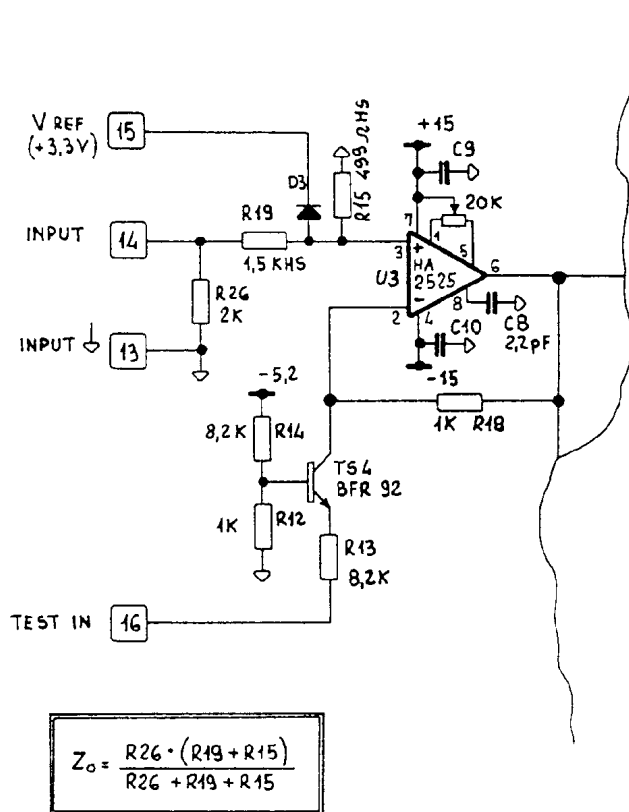 V REF
(+3,3V)
15
D3
R15 499 ΩHS
+15
C9
20K
R19
7
1
INPUT
14
3
+
5
1,5 KHS
U3
HA
2525
6
R26
2K
−
8
2
4
C8
2,2pF
INPUT
13
C10
-15
-5,2
8,2K
R14
1K
R18
TS4
BFR 92
1K
R12
R13
8,2K
TEST IN
16
Zo = R26 · (R19 + R15)
R26 + R19 + R15